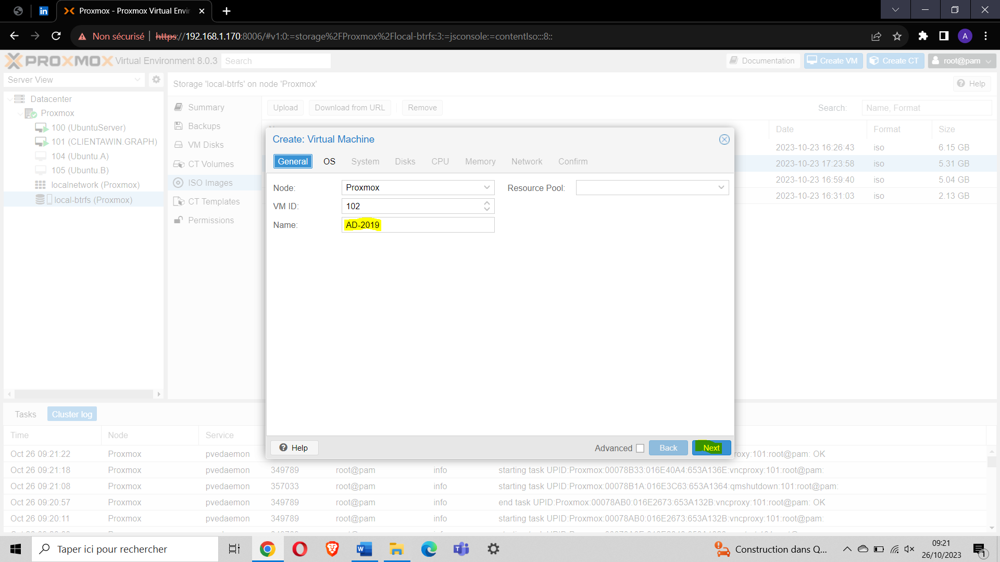 Proxmox - Proxmox Virtual Envir
Non sécurisé | https://192.168.1.170:8006/#v1:0:=storage%2FProxmox%2Flocal-btrfs:3:=jsconsole:=contentIso:::8::
A
PROXMOX Virtual Environment 8.0.3 Search Documentation Create VM Create CT root@pam
Server View
Storage 'local-btrfs' on node 'Proxmox' Help
Datacenter
Proxmox
100 (UbuntuServer)
101 (CLIENTAWIN.GRAPH)
104 (Ubuntu.A)
105 (Ubuntu.B)
localnetwork (Proxmox)
local-btrfs (Proxmox)
Summary
Backups
VM Disks
CT Volumes
ISO Images
CT Templates
Permissions
Upload Download from URL Remove Search: Name, Format
Date Format Size
2023-10-23 16:26:43 iso 6.15 GB
2023-10-23 17:23:58 iso 5.31 GB
2023-10-23 16:59:40 iso 5.04 GB
2023-10-23 16:31:03 iso 2.13 GB
Create: Virtual Machine
General OS System Disks CPU Memory Network Confirm
Node: Proxmox Resource Pool:
VM ID: 102
Name: AD-2019
Help Advanced Back Next
Tasks Cluster log
Time Node Service
Oct 26 09:21:22 Proxmox pvedaemon roxy:101:root@pam: OK
Oct 26 09:21:18 Proxmox pvedaemon 349789 root@pam info starting task UPID:Proxmox:00078B33:016E40A4:653A136E:vncproxy:101:root@pam:
Oct 26 09:21:08 Proxmox pvedaemon 357033 root@pam info starting task UPID:Proxmox:00078B1A:016E3C63:653A1364:qmshutdown:101:root@pam:
Oct 26 09:20:57 Proxmox pvedaemon 349789 root@pam info end task UPID:Proxmox:00078AB0:016E2673:653A132B:vncproxy:101:root@pam: OK
Oct 26 09:20:11 Proxmox pvedaemon 349789 root@pam info starting task UPID:Proxmox:00078AB0:016E2673:653A132B:vncproxy:101:root@pam:
Taper ici pour rechercher
Construction dans Q...
09:21
26/10/2023
1